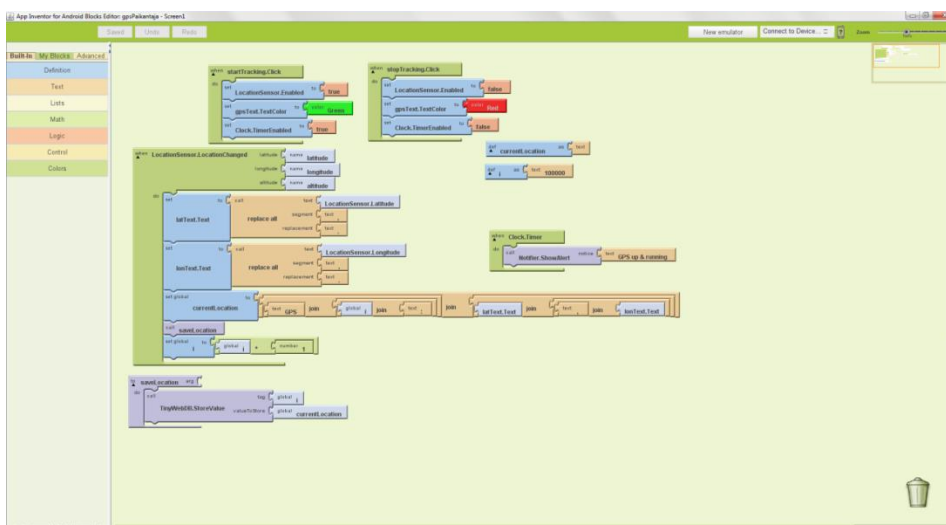 App Inventor for Android Blocks Editor: gpsPaikantaja - Screen1
Saved Undo Redo New emulator Connect to Device... Zoom
Built-In My Blocks Advanced
Definition
Text
Lists
Math
Logic
Control
Colors
when startTracking.Click
do set LocationSensor.Enabled to true
set gpsText.TextColor to color Green
set Clock.TimerEnabled to true
when stopTracking.Click
do set LocationSensor.Enabled to false
set gpsText.TextColor to color Red
set Clock.TimerEnabled to false
def currentLocation as text
def i as text 100000
when LocationSensor.LocationChanged latitude name latitude
longitude name longitude
altitude name altitude
do set latText.Text to call replace all text LocationSensor.Latitude
segment text ,
replacement text .
set lonText.Text to call replace all text LocationSensor.Longitude
segment text ,
replacement text .
set global currentLocation to text GPS join global i join text : join latText.Text join text , join lonText.Text
call saveLocation
set global i to global i + number 1
when Clock.Timer
do call Notifier.ShowAlert notice text GPS up & running
to saveLocation arg
do call TinyWebDB.StoreValue tag global i
valueToStore global currentLocation